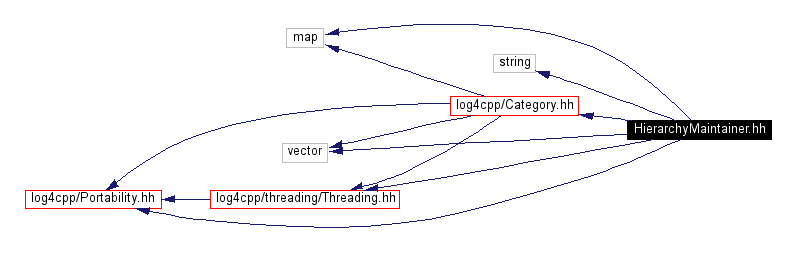 map
string
log4cpp/Category.hh
HierarchyMaintainer.hh
vector
log4cpp/Portability.hh
log4cpp/threading/Threading.hh